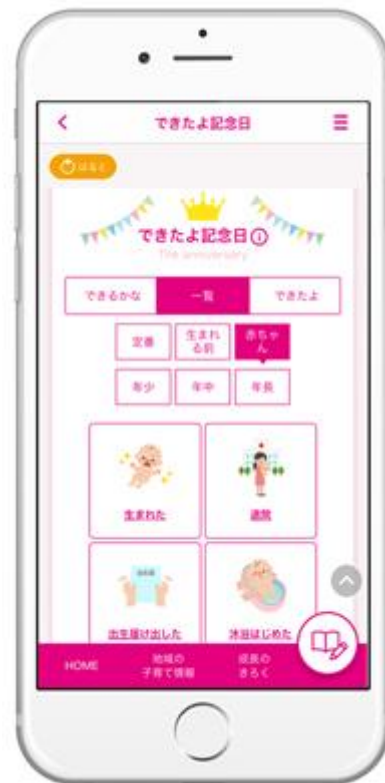 できたよ記念日
はるく
できたよ記念日
できるかな
一覧
できたよ
定番
生まれ
る前
赤ちゃ
ん
年少
年中
年長
生まれた
退院
出生届け出した
沐浴はじめた
HOME
地域の
子育て情報
成長の
きろく